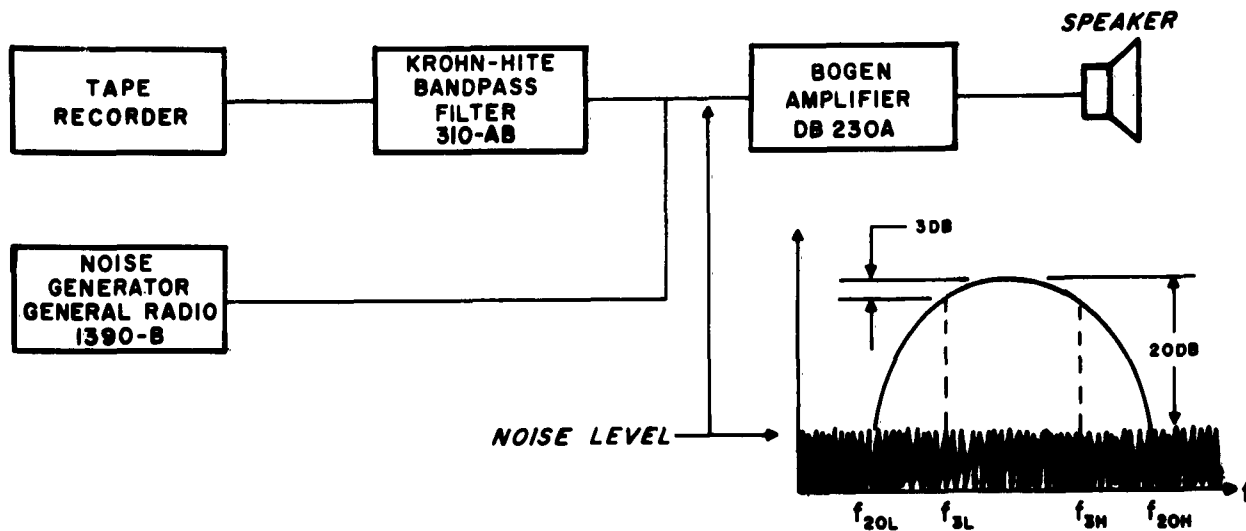 SPEAKER
TAPE
RECORDER
KROHN-HITE
BANDPASS
FILTER
310-AB
BOGEN
AMPLIFIER
DB 230A
NOISE
GENERATOR
GENERAL RADIO
1390-B
3DB
20DB
NOISE LEVEL
f20L
f3L
f3H
f20H
f